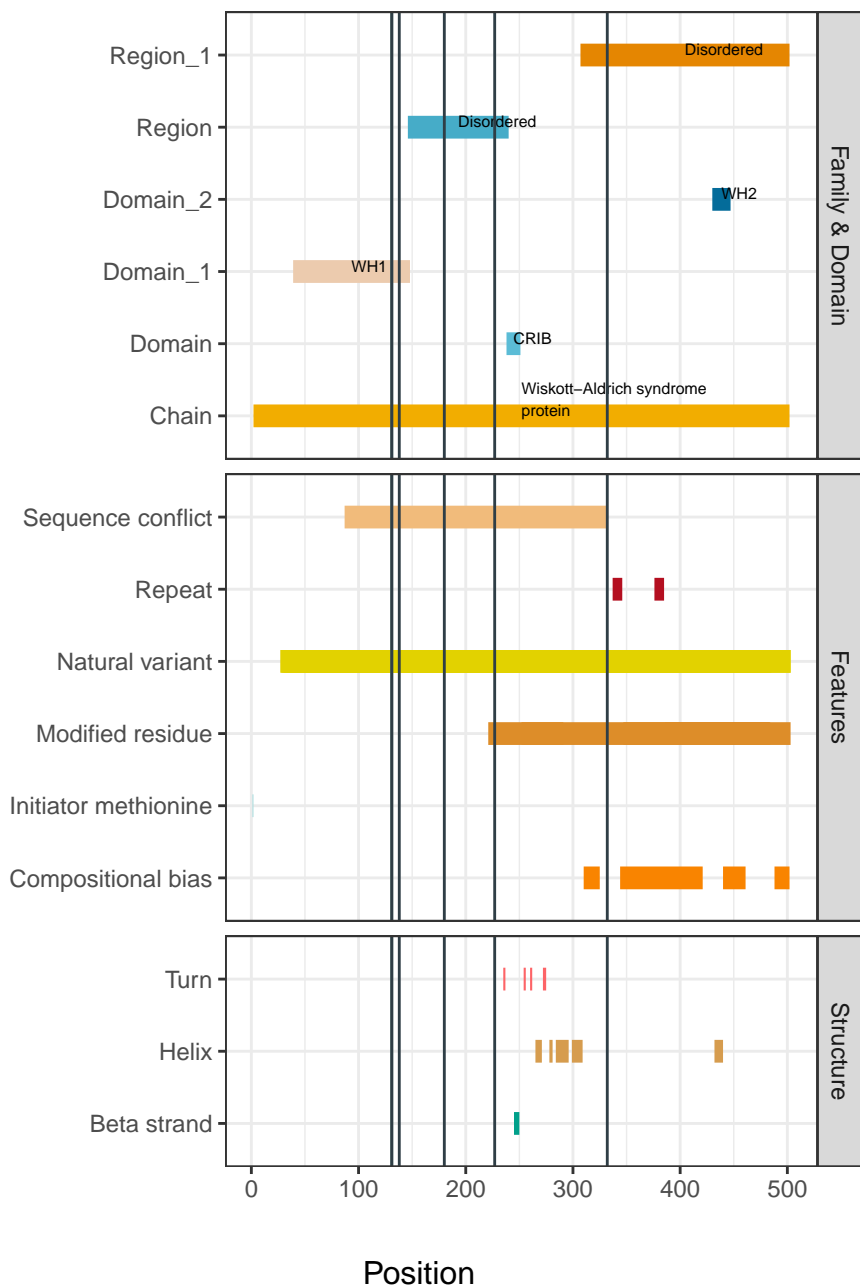 Region_1
Disordered
Region
Disordered
Domain_2
WH2
Domain_1
WH1
Domain
CRIB
Chain
Wiskott−Aldrich syndrome
protein
Family & Domain
Sequence conflict
Repeat
Natural variant
Modified residue
Initiator methionine
Compositional bias
Features
Turn
Helix
Beta strand
Structure
0 100 200 300 400 500
Position